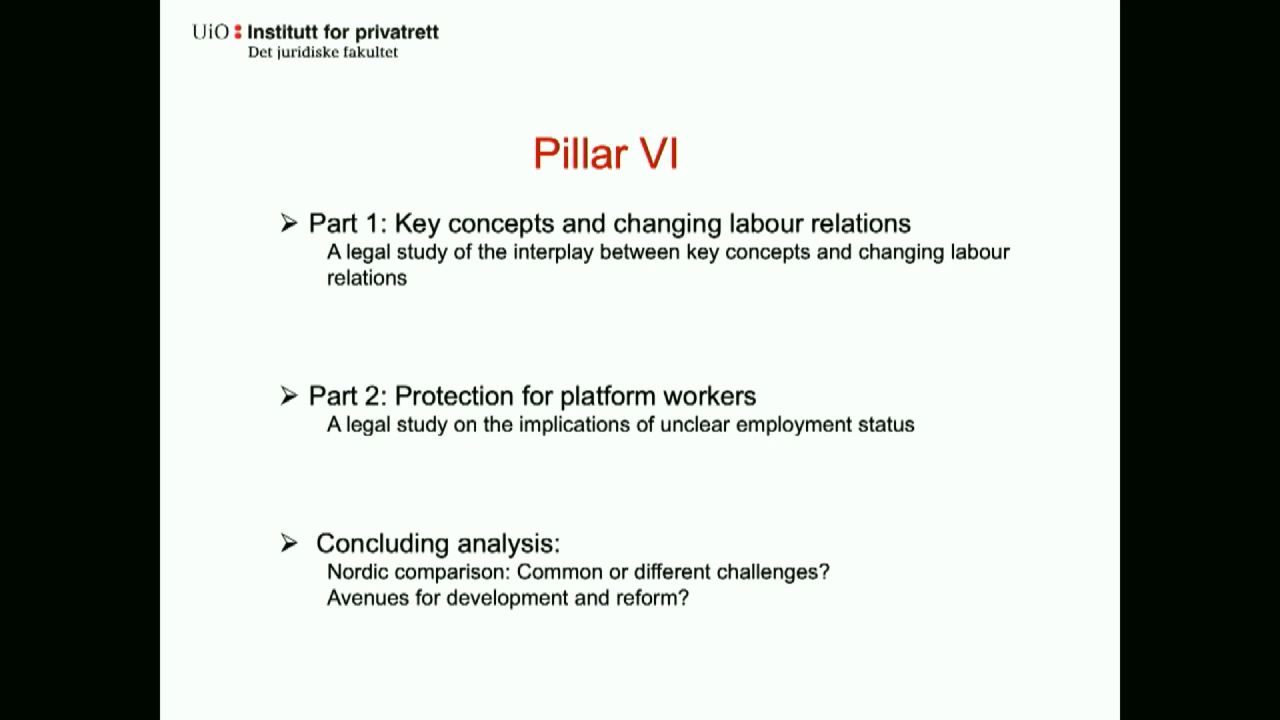 UiO : Institutt for privatrett
Det juridiske fakultet
Pillar VI
➢ Part 1: Key concepts and changing labour relations
A legal study of the interplay between key concepts and changing labour
relations
➢ Part 2: Protection for platform workers
A legal study on the implications of unclear employment status
➢ Concluding analysis:
Nordic comparison: Common or different challenges?
Avenues for development and reform?